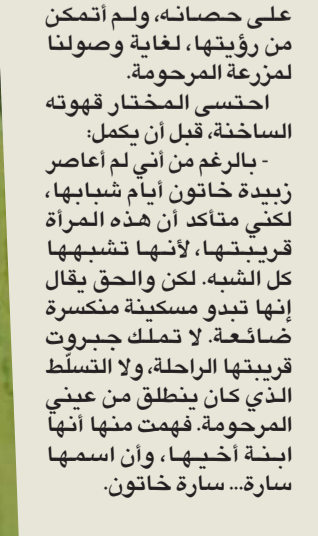 على حصانه، ولم أتمكن
من رؤيتها، لغاية وصولنا
لمزرعة المرحومة.
احتسى المختار قهوته
الساخنة، قبل أن يكمل:
- بالرغم من أني لم أعاصر
زبيدة خاتون أيام شبابها،
لكني متأكد أن هذه المرأة
قريبتها، لأنها تشبهها
كل الشبه. لكن والحق يقال
إنها تبدو مسكينة منكسرة
ضائعة. لا تملك جبروت
قريبتها الراحلة، ولا التسلّط
الذي كان ينطلق من عيني
المرحومة. فهمت منها أنها
ابنة أخيها، وأن اسمها
سارة... سارة خاتون.